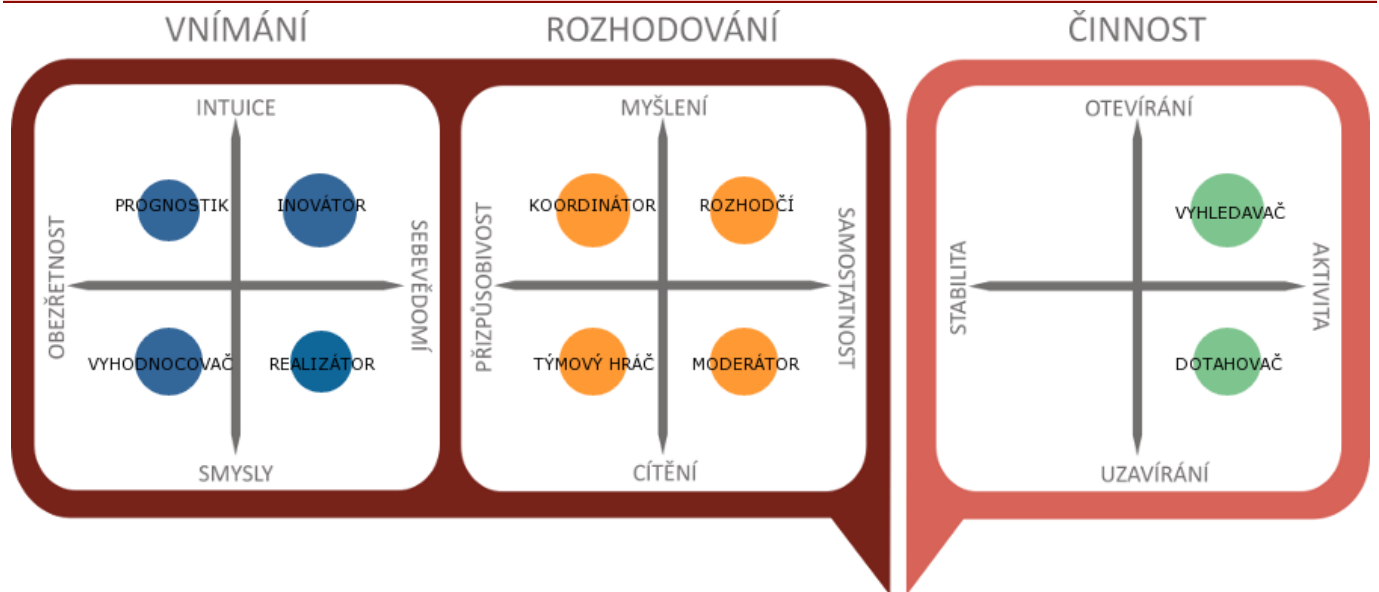 VNÍMÁNÍ
ROZHODOVÁNÍ
ČINNOST
INTUICE
PROGNOSTIK
INOVÁTOR
OBEZŘETNOST
SEBEVĚDOMÍ
VYHODNOCOVAČ
REALIZÁTOR
SMYSLY
MYŠLENÍ
KOORDINÁTOR
ROZHODČÍ
PŘIZPŮSOBIVOST
SAMOSTATNOST
TÝMOVÝ HRÁČ
MODERÁTOR
CÍTĚNÍ
OTEVÍRÁNÍ
VYHLEDAVAČ
STABILITA
AKTIVITA
DOTAHOVAČ
UZAVÍRÁNÍ